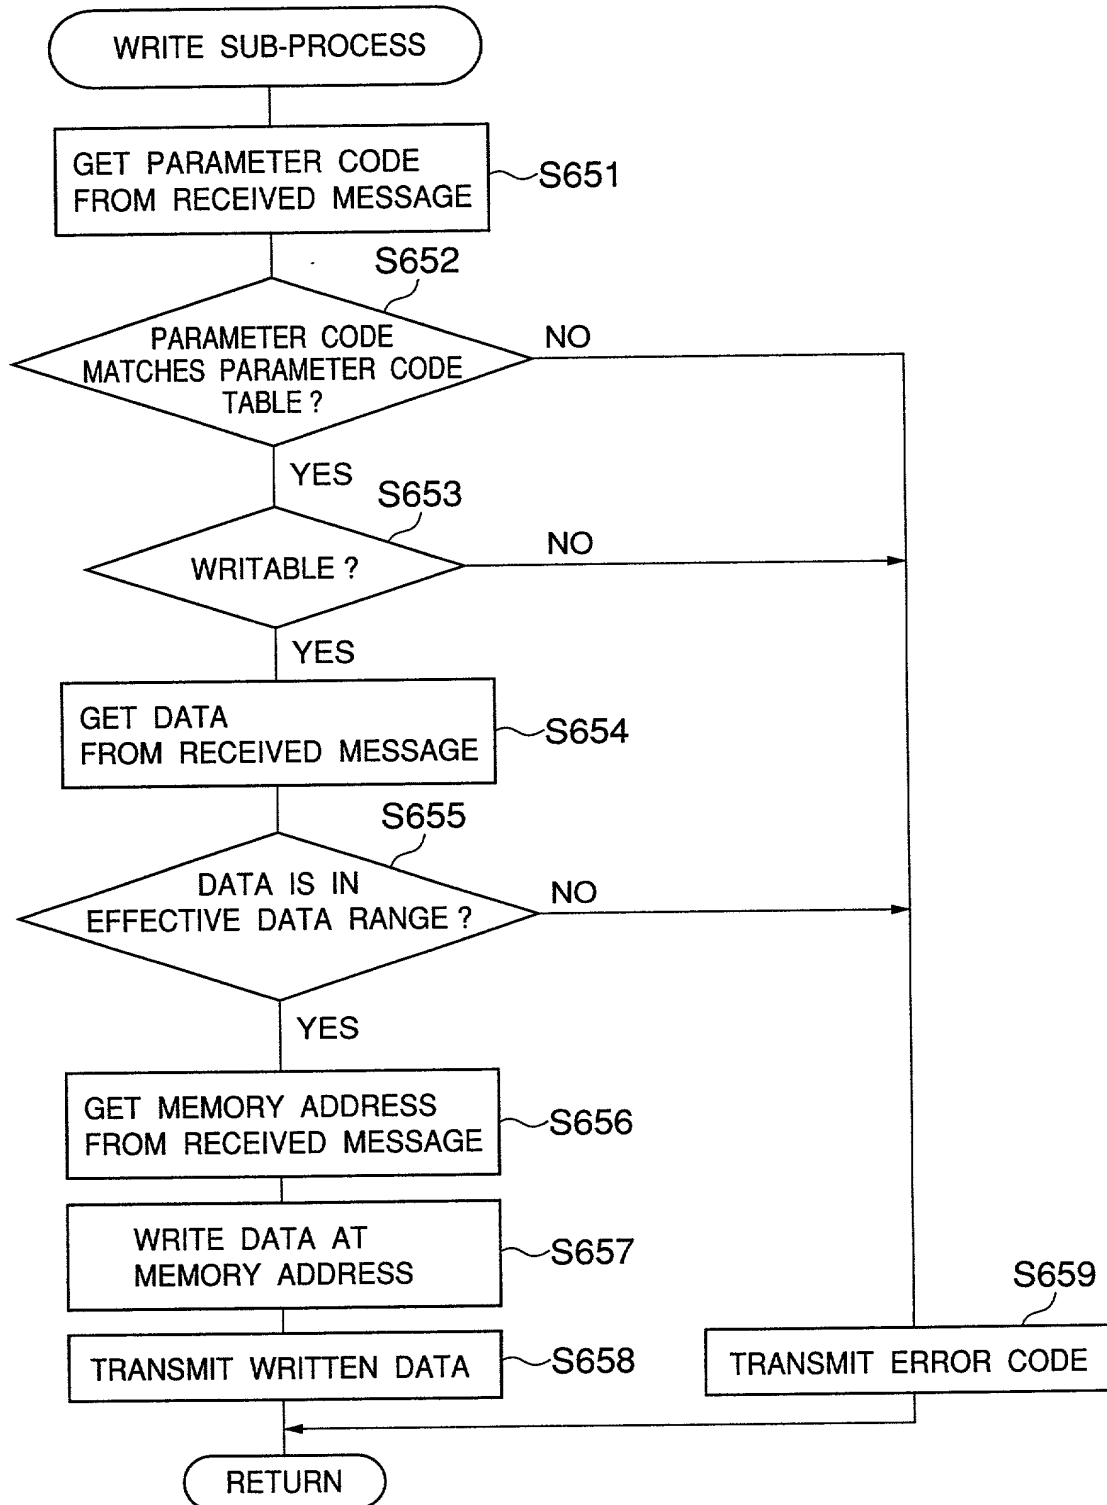 WRITE SUB-PROCESS
GET PARAMETER CODE
FROM RECEIVED MESSAGE
S651
S652
PARAMETER CODE
MATCHES PARAMETER CODE
TABLE ?
NO
YES
S653
WRITABLE ?
NO
YES
GET DATA
FROM RECEIVED MESSAGE
S654
S655
DATA IS IN
EFFECTIVE DATA RANGE ?
NO
YES
GET MEMORY ADDRESS
FROM RECEIVED MESSAGE
S656
WRITE DATA AT
MEMORY ADDRESS
S657
S659
TRANSMIT WRITTEN DATA
S658
TRANSMIT ERROR CODE
RETURN